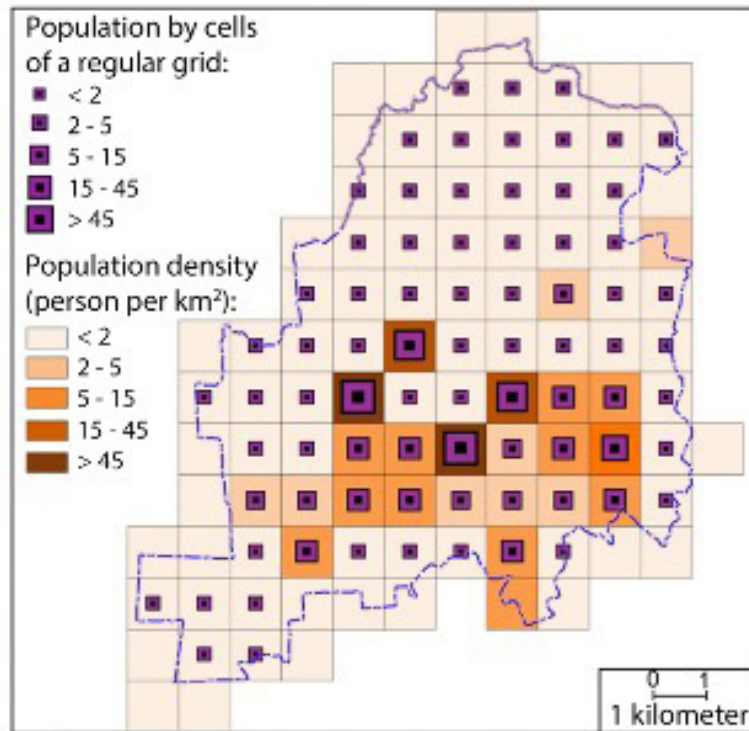 Population by cells
of a regular grid:
< 2
2 - 5
5 - 15
15 - 45
> 45
Population density
(person per km²):
< 2
2 - 5
5 - 15
15 - 45
> 45
0 1
1 kilometer